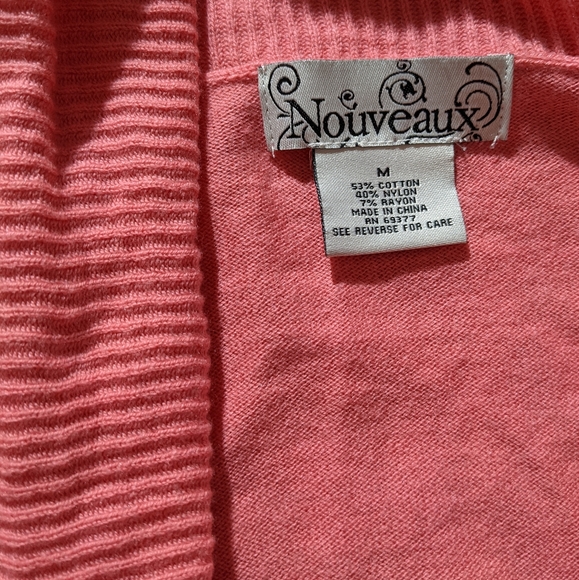 Nouveaux
M
53% COTTON
40% NYLON
7% RAYON
MADE IN CHINA
RN 69377
SEE REVERSE FOR CARE